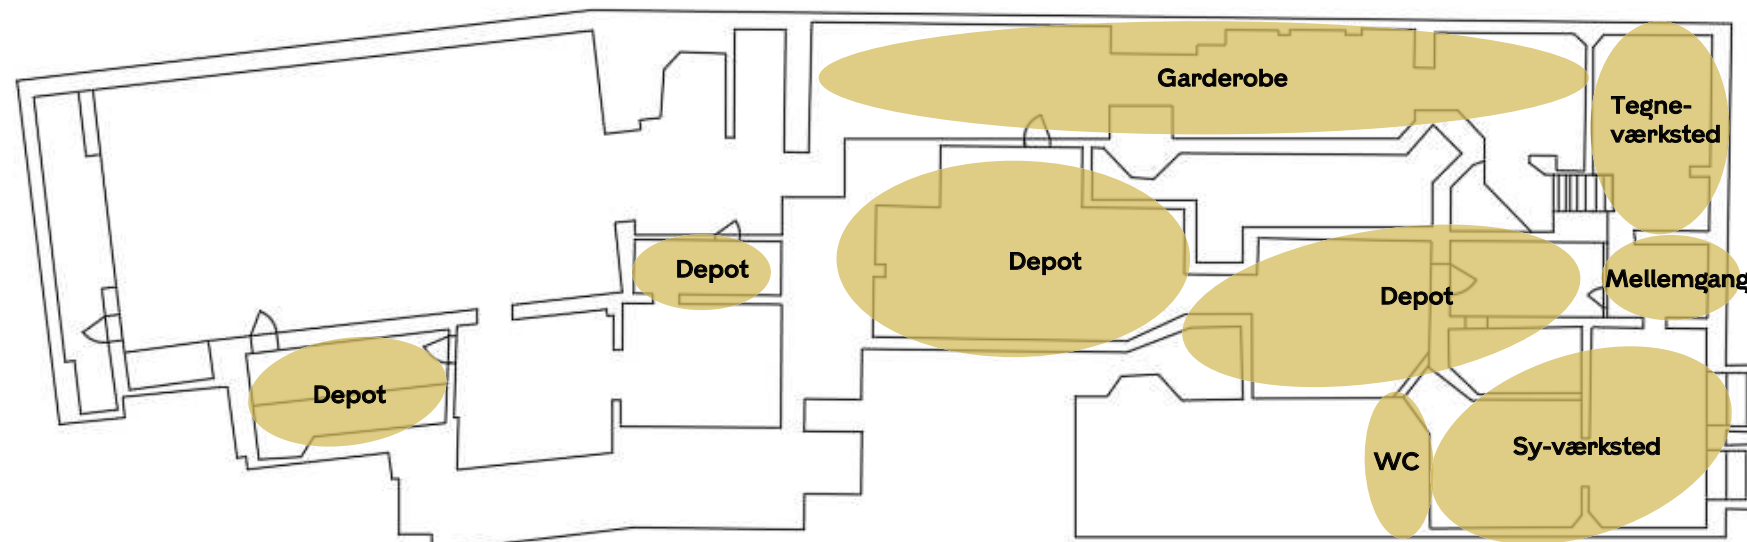 Garderobe
Tegne-
værksted
Depot
Depot
Depot
Mellemgang
Depot
Sy-værksted
WC